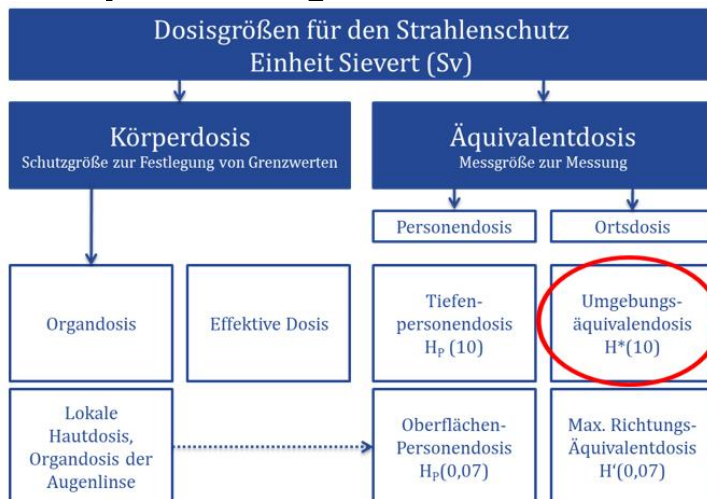 Dosisgrößen für den Strahlenschutz
Einheit Sievert (Sv)
Körperdosis
Schutzgröße zur Festlegung von Grenzwerten
Äquivalentdosis
Messgröße zur Messung
Personendosis
Ortsdosis
Organdosis
Effektive Dosis
Tiefen-
personendosis
H_P (10)
Umgebungs-
äquivalendosis
H*(10)
Lokale
Hautdosis,
Organdosis der
Augenlinse
Oberflächen-
Personendosis
H_P(0,07)
Max. Richtungs-
Äquivalentdosis
H‘(0,07)